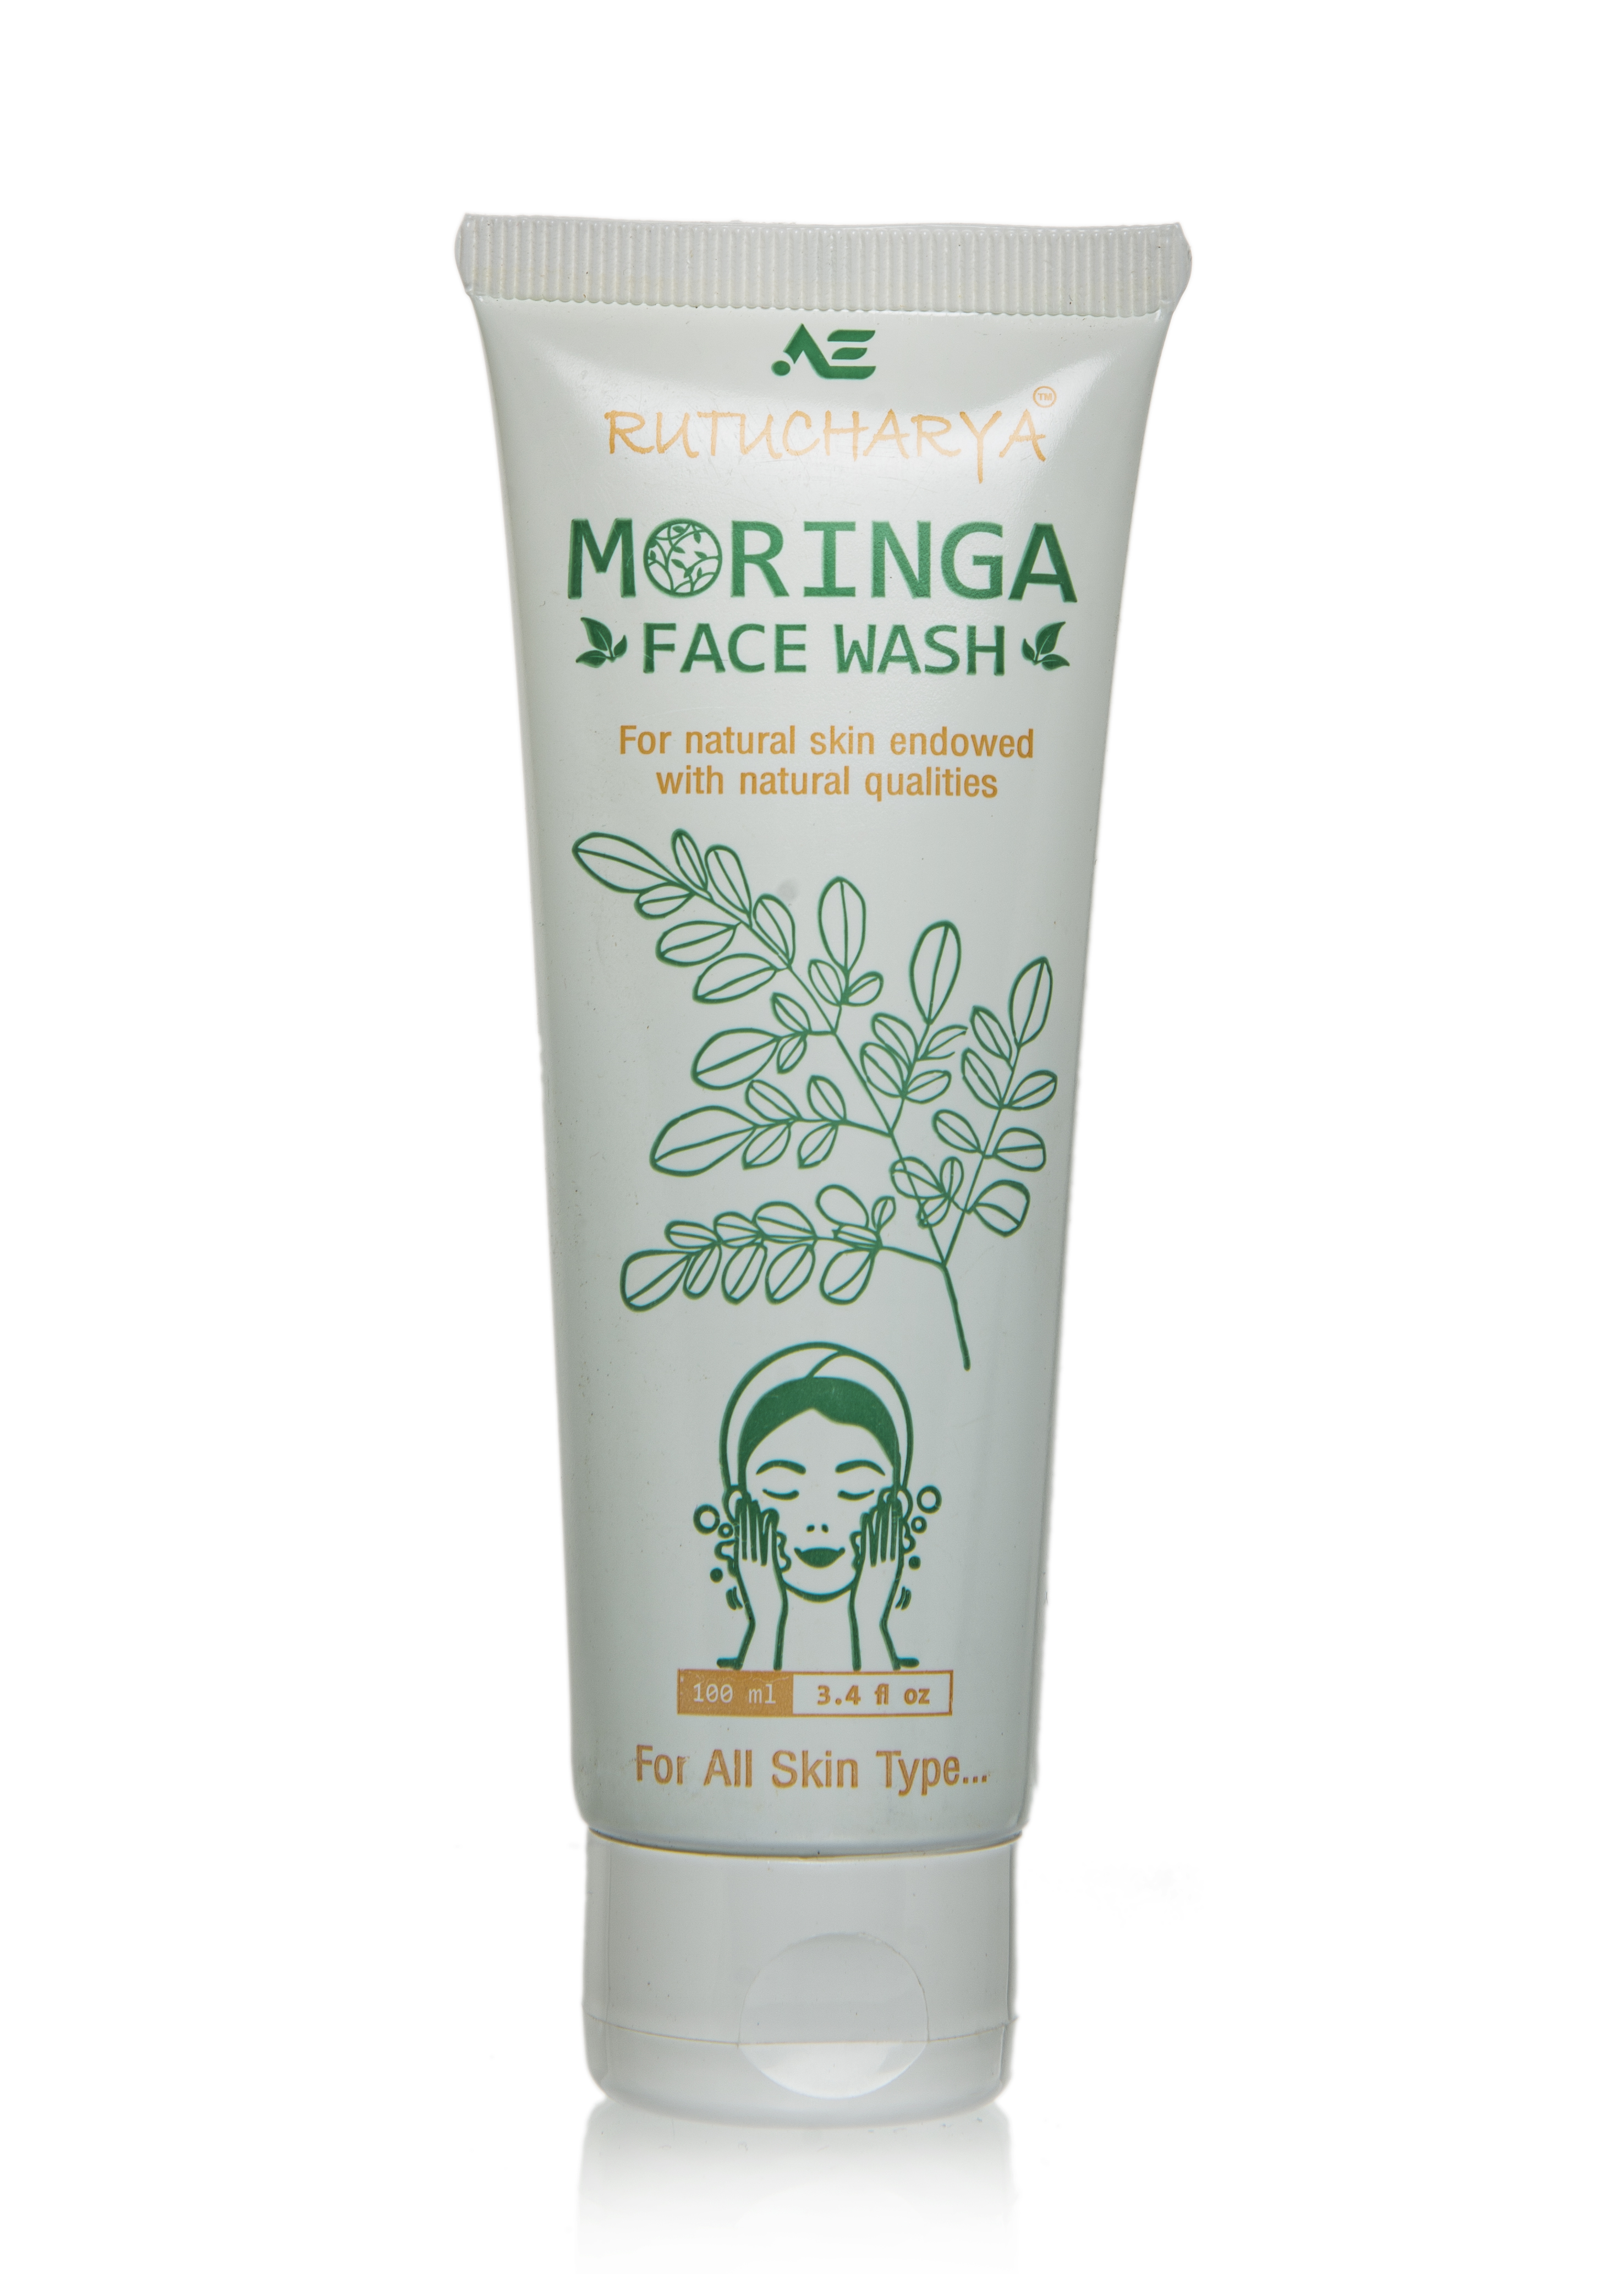 AE
RUTUCHARYA™
MORINGA
FACE WASH
For natural skin endowed
with natural qualities
100 ml 3.4 fl oz
For All Skin Type...